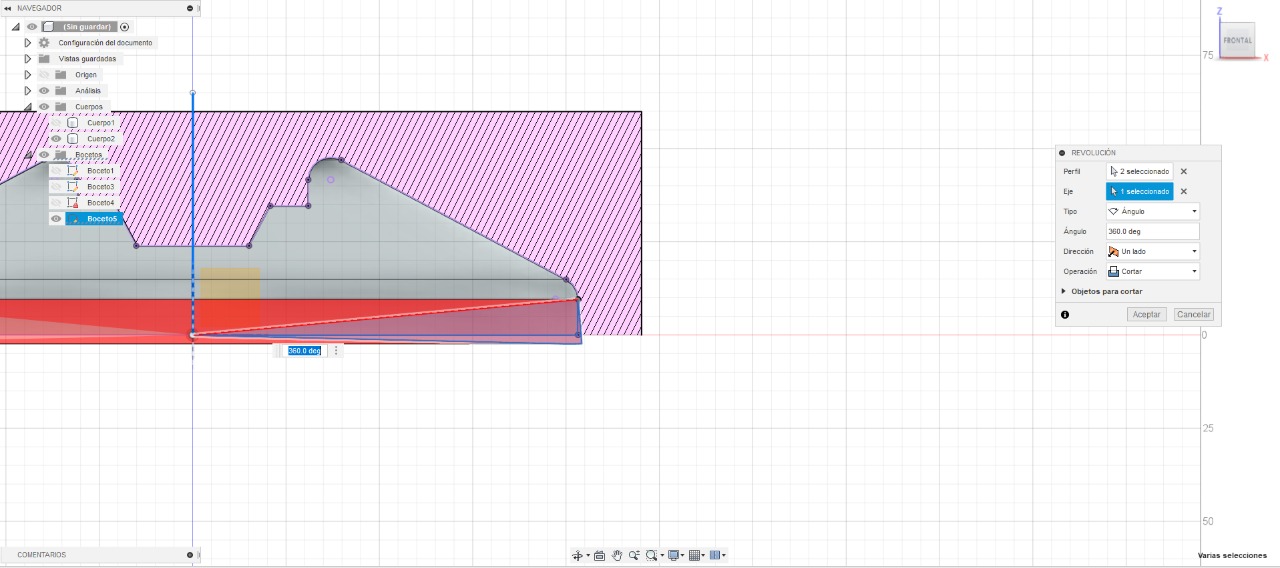 NAVEGADOR
(Sin guardar)
Configuración del documento
Vistas guardadas
Origen
Análisis
Cuerpos
Cuerpo1
Cuerpo2
Bocetos
Boceto1
Boceto3
Boceto4
Boceto5
Z
FRONTAL
X
75
0
25
50
REVOLUCIÓN
Perfil 2 seleccionado
Eje 1 seleccionado
Tipo Ángulo
Ángulo 360.0 deg
Dirección Un lado
Operación Cortar
Objetos para cortar
Aceptar Cancelar
360.0 deg
COMENTARIOS
Varias selecciones